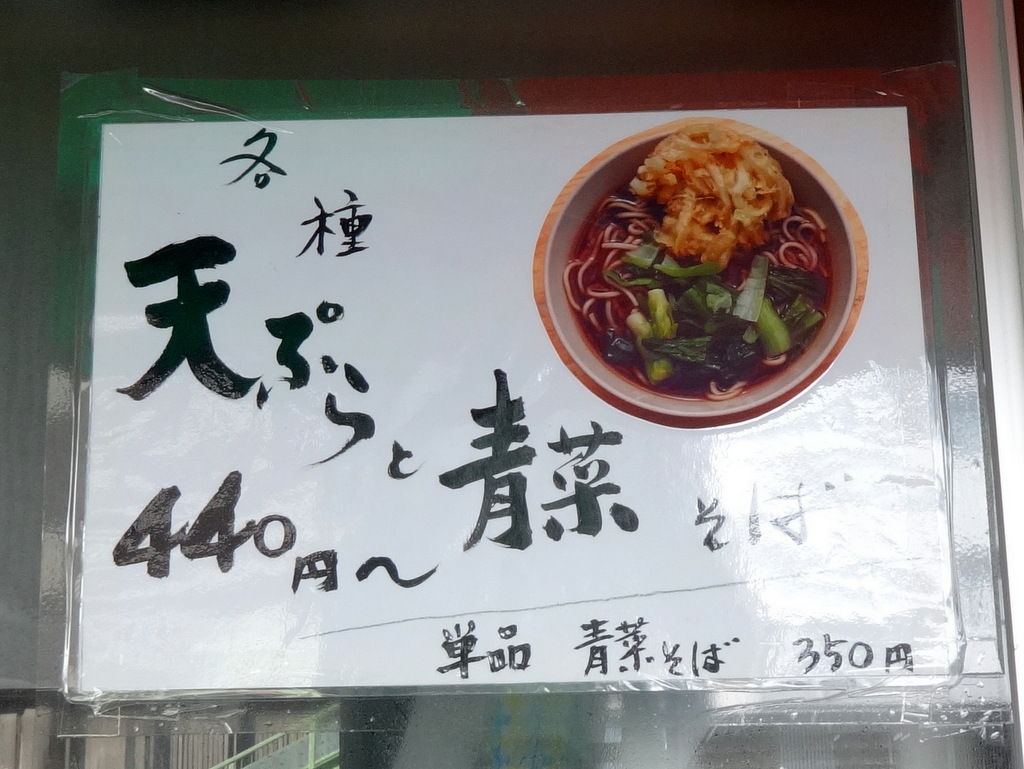 各種
天ぷらと青菜そば
440円～
単品 青菜そば 350円